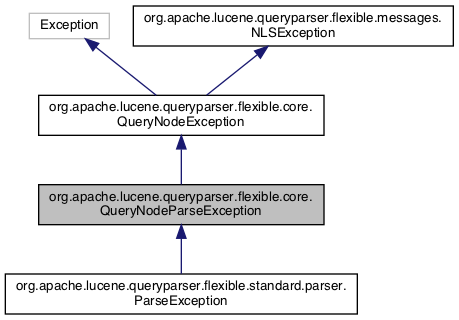 Exception
org.apache.lucene.queryparser.flexible.messages.
NLSException
org.apache.lucene.queryparser.flexible.core.
QueryNodeException
org.apache.lucene.queryparser.flexible.core.
QueryNodeParseException
org.apache.lucene.queryparser.flexible.standard.parser.
ParseException